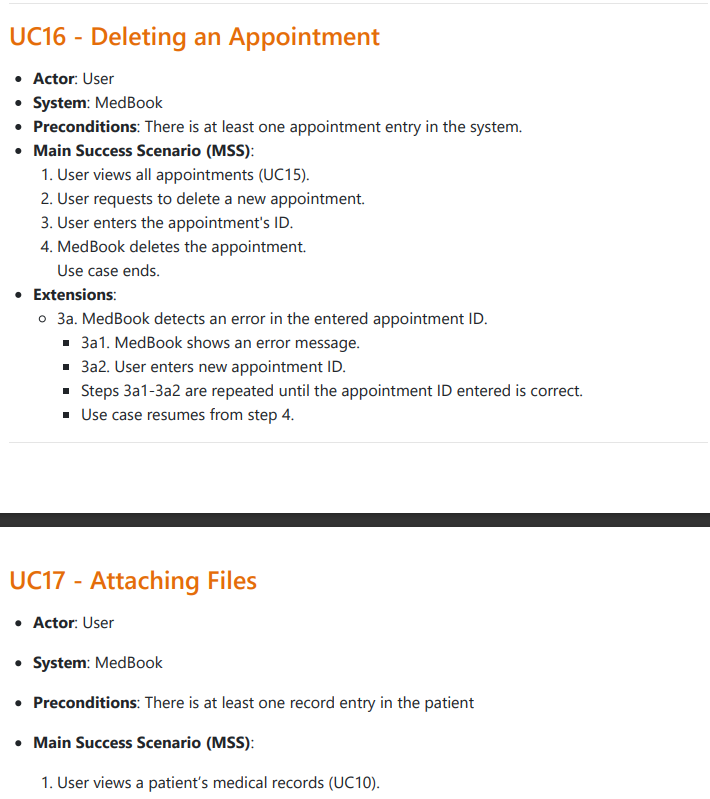 UC16 - Deleting an Appointment
Actor: User
System: MedBook
Preconditions: There is at least one appointment entry in the system.
Main Success Scenario (MSS):
1. User views all appointments (UC15).
2. User requests to delete a new appointment.
3. User enters the appointment's ID.
4. MedBook deletes the appointment.
Use case ends.
Extensions:
3a. MedBook detects an error in the entered appointment ID.
3a1. MedBook shows an error message.
3a2. User enters new appointment ID.
Steps 3a1-3a2 are repeated until the appointment ID entered is correct.
Use case resumes from step 4.
UC17 - Attaching Files
Actor: User
System: MedBook
Preconditions: There is at least one record entry in the patient
Main Success Scenario (MSS):
1. User views a patient’s medical records (UC10).